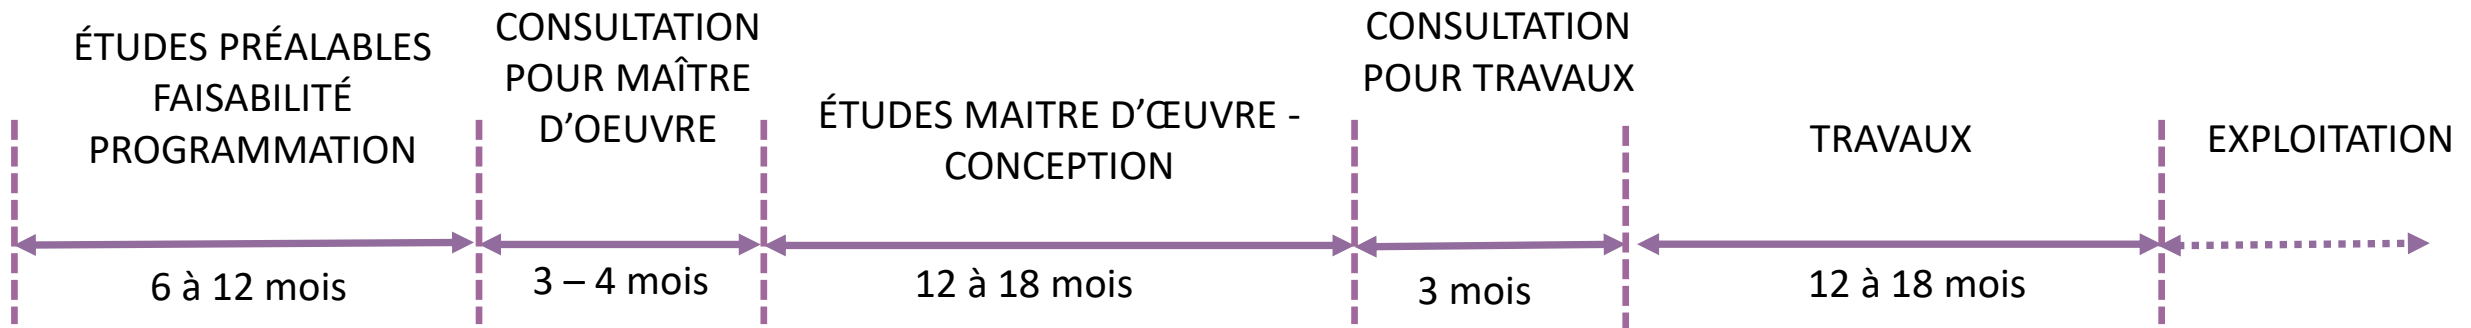 ÉTUDES PRÉALABLES
FAISABILITÉ
PROGRAMMATION
CONSULTATION
POUR MAÎTRE
D'OEUVRE
ÉTUDES MAITRE D’ŒUVRE -
CONCEPTION
CONSULTATION
POUR TRAVAUX
TRAVAUX
EXPLOITATION
6 à 12 mois
3 – 4 mois
12 à 18 mois
3 mois
12 à 18 mois